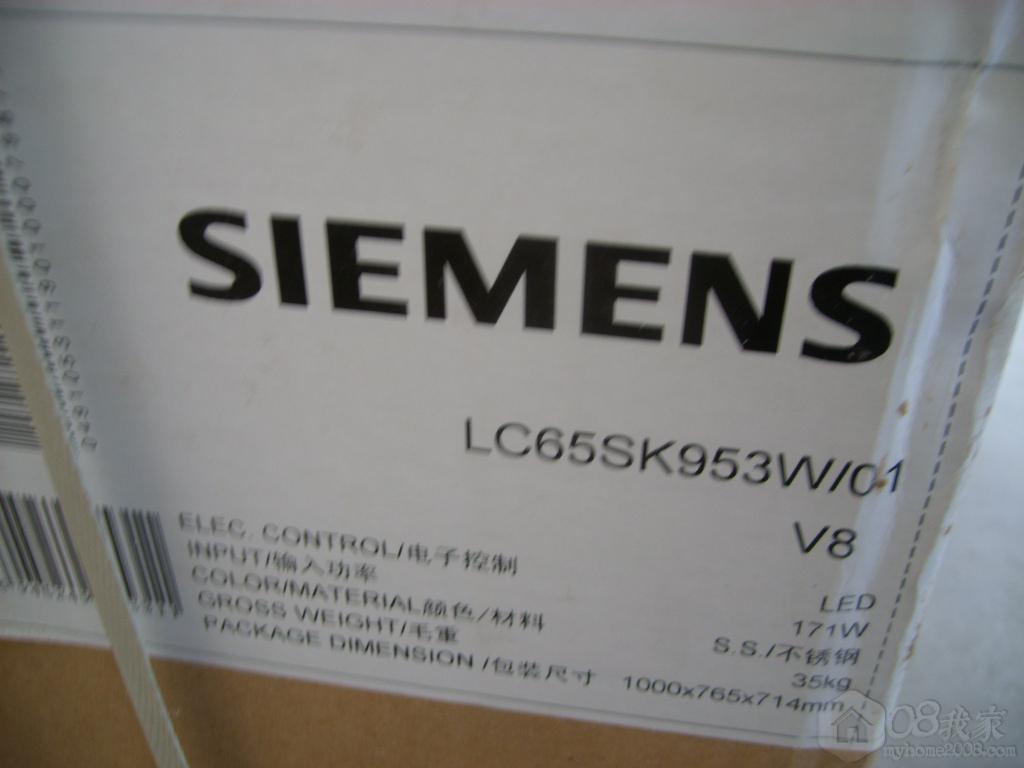 SIEMENS
LC65SK953W/01
V8
ELEC. CONTROL/电子控制 LED
INPUT/输入功率 171W
COLOR/MATERIAL颜色/材料 S.S./不锈钢
GROSS WEIGHT/毛重 35kg
PACKAGE DIMENSION /包装尺寸 1000x765x714mm
08我家
myhome2008.com